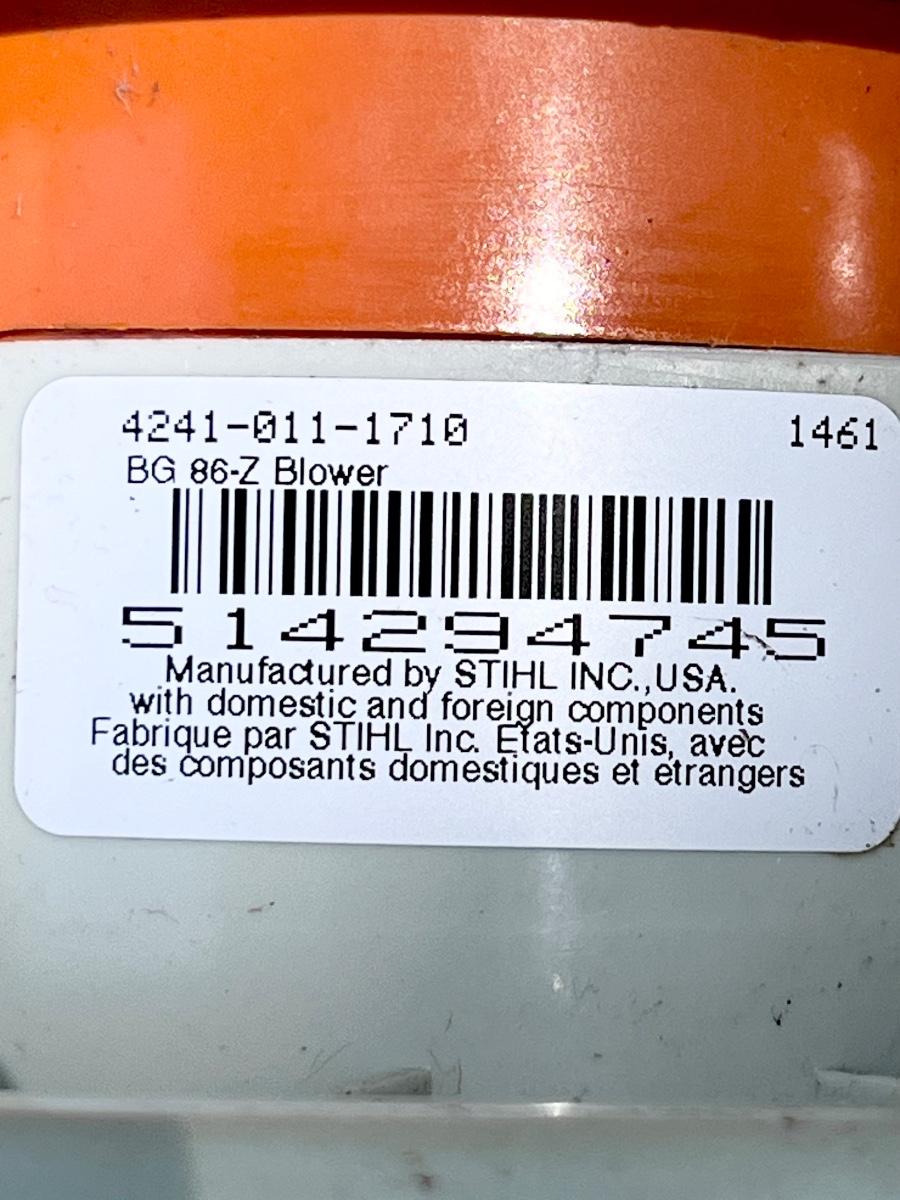 4241-011-1710 1461
BG 86-Z Blower
514294745
Manufactured by STIHL INC.,USA.
with domestic and foreign components
Fabrique par STIHL Inc. Etats-Unis, avec
des composants domestiques et etrangers